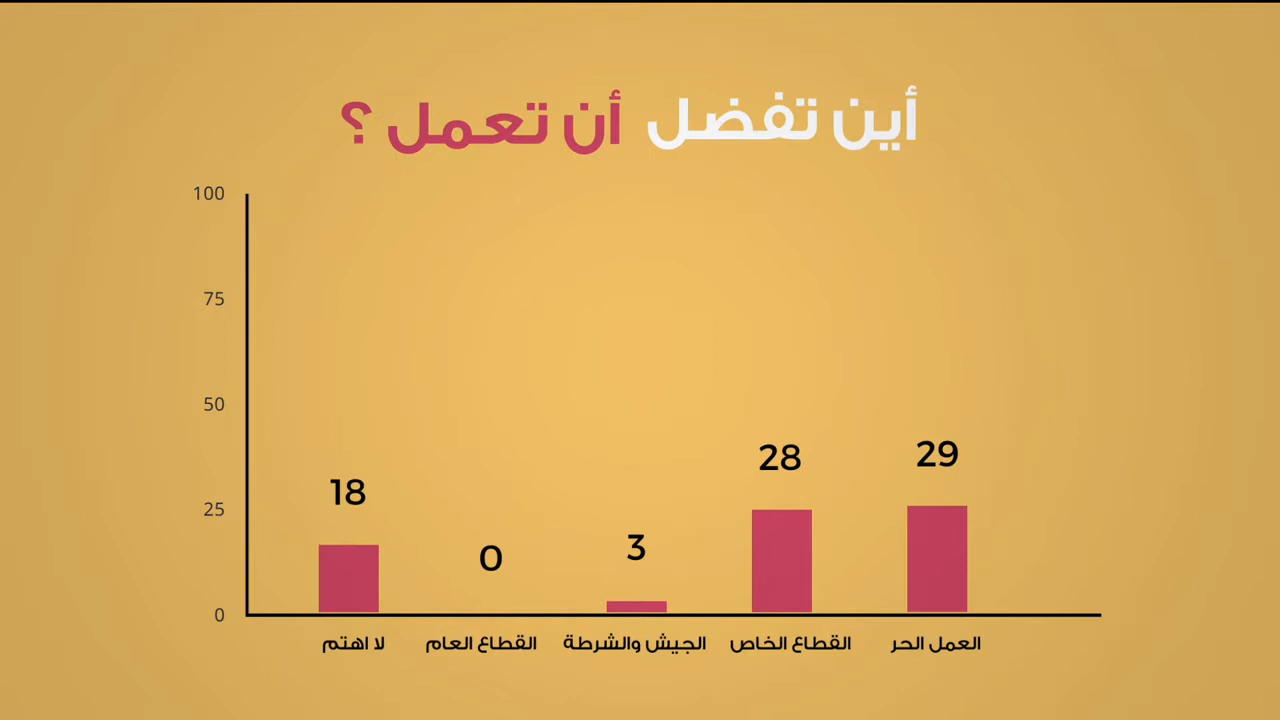 أين تفضل أن تعمل ؟
100
75
50
25
0
29
28
3
0
18
العمل الحر
القطاع الخاص
الجيش والشرطة
القطاع العام
لا اهتم